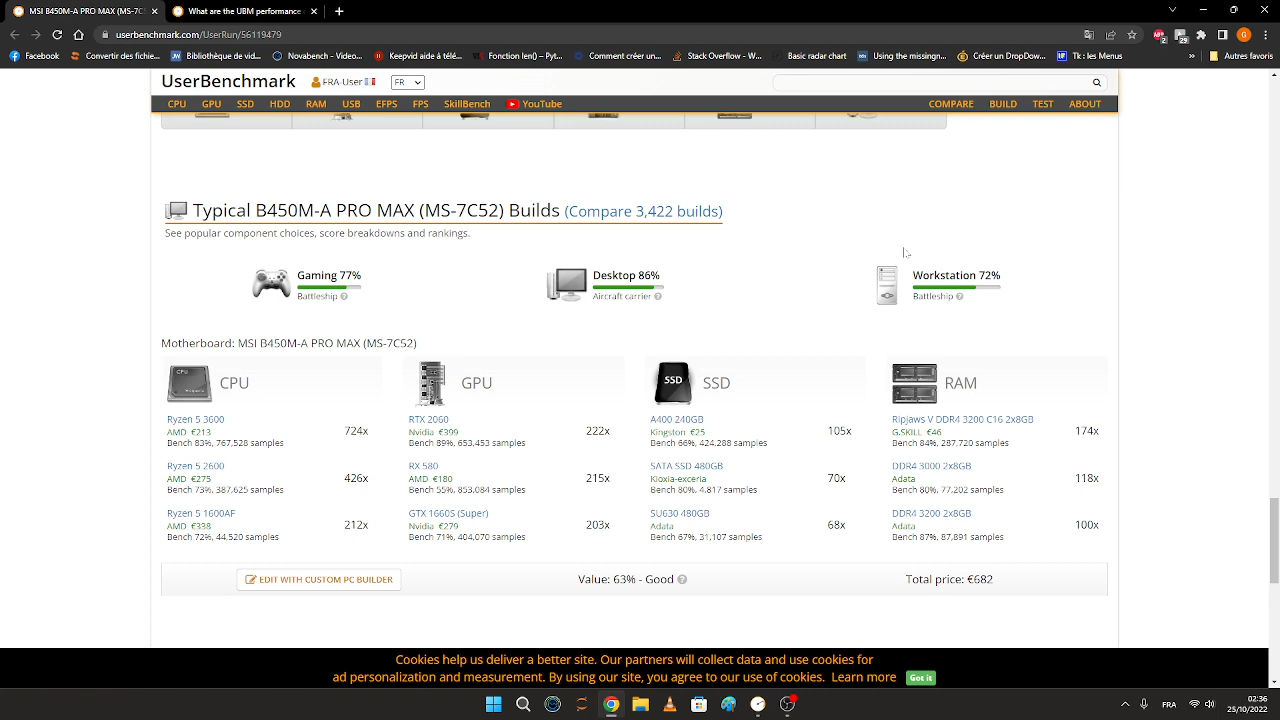 MSI B450M-A PRO MAX (MS-7C
What are the UBM performance
userbenchmark.com/UserRun/56119479
Facebook
Convertir des fichi...
Bibliothèque de vid...
Novabench - Video...
Keepvid aide à télé...
Fonction len() – Pyt...
Comment créer un...
Stack Overflow - W...
Basic radar chart
Using the missingn...
Créer un DropDow...
Tk : les Menus
»
Autres favoris
UserBenchmark
FRA-User
FR
CPU GPU SSD HDD RAM USB EFPS FPS SkillBench YouTube COMPARE BUILD TEST ABOUT
Typical B450M-A PRO MAX (MS-7C52) Builds (Compare 3,422 builds)
See popular component choices, score breakdowns and rankings.
Gaming 77%
Battleship
Desktop 86%
Aircraft carrier
Workstation 72%
Battleship
Motherboard: MSI B450M-A PRO MAX (MS-7C52)
CPU
Ryzen 5 3600
AMD €213
Bench 83%, 767,528 samples
724x
Ryzen 5 2600
AMD €275
Bench 73%, 387,625 samples
426x
Ryzen 5 1600AF
AMD €338
Bench 72%, 44,520 samples
212x
GPU
RTX 2060
Nvidia €399
Bench 89%, 653,453 samples
222x
RX 580
AMD €180
Bench 55%, 853,084 samples
215x
GTX 1660S (Super)
Nvidia €279
Bench 71%, 404,070 samples
203x
SSD
SSD
A400 240GB
Kingston €25
Bench 66%, 424,288 samples
105x
SATA SSD 480GB
Kioxia-exceria
Bench 80%, 4,817 samples
70x
SU630 480GB
Adata
Bench 67%, 31,107 samples
68x
RAM
Ripjaws V DDR4 3200 C16 2x8GB
G.SKILL €46
Bench 84%, 287,720 samples
174x
DDR4 3000 2x8GB
Adata
Bench 80%, 77,202 samples
118x
DDR4 3200 2x8GB
Adata
Bench 87%, 87,891 samples
100x
EDIT WITH CUSTOM PC BUILDER
Value: 63% - Good
Total price: €682
Cookies help us deliver a better site. Our partners will collect data and use cookies for
ad personalization and measurement. By using our site, you agree to our use of cookies. Learn more
Got it
FRA
02:36
25/10/2022